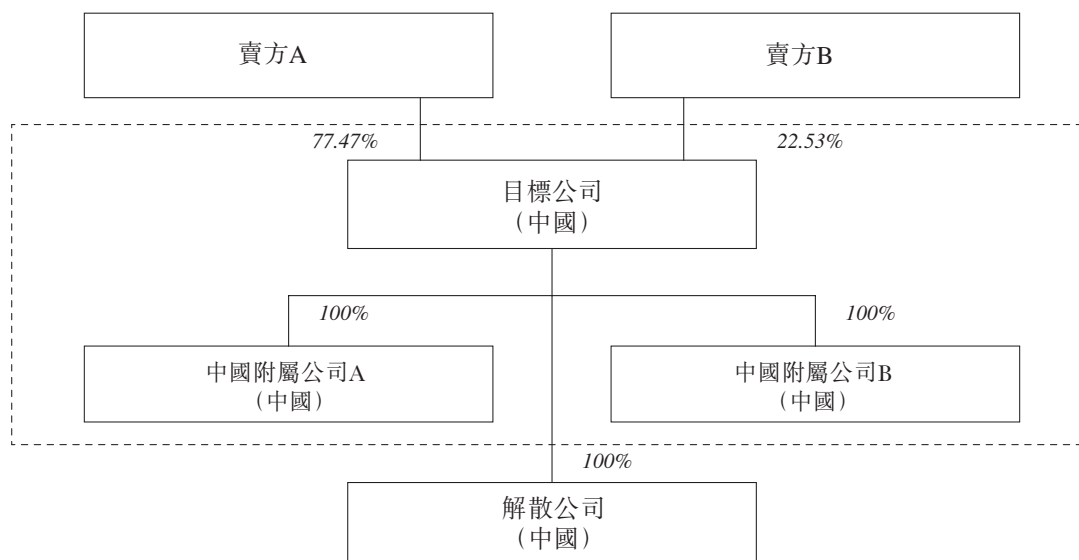 賣方A
賣方B
77.47%
22.53%
目標公司
（中國）
100%
100%
中國附屬公司A
（中國）
中國附屬公司B
（中國）
100%
解散公司
（中國）